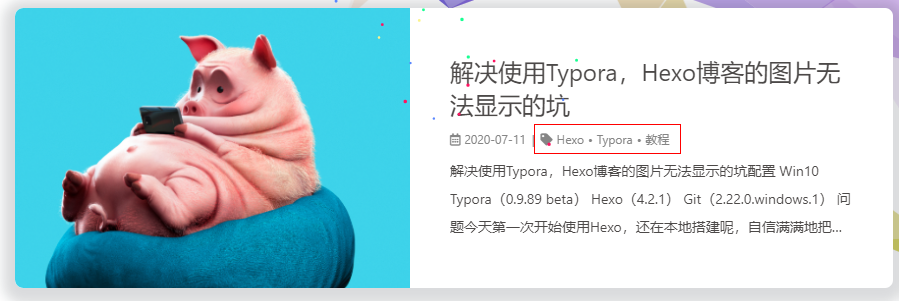 解决使用Typora，Hexo博客的图片无
法显示的坑
2020-07-11 | Hexo • Typora • 教程
解决使用Typora，Hexo博客的图片无法显示的坑配置 Win10
Typora（0.9.89 beta） Hexo（4.2.1） Git（2.22.0.windows.1） 问
题今天第一次开始使用Hexo，还在本地搭建呢，自信满满地把...